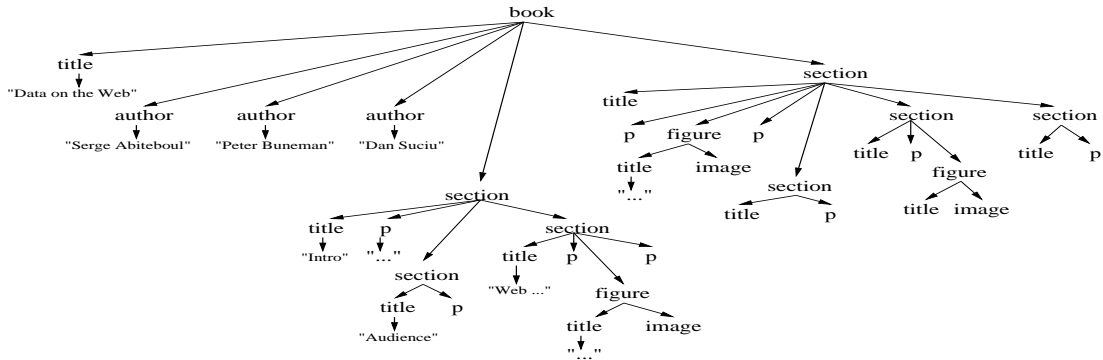 book
title
"Data on the Web"
author author author
"Serge Abiteboul" "Peter Buneman" "Dan Suciu"
section
title p section
"Intro" "..."
section
title p
"Audience"
title p p
"Web ..."
figure
title image
"..."
section
title
p figure p section section
title image
"..."
section
title p
title p
figure
title image
title p